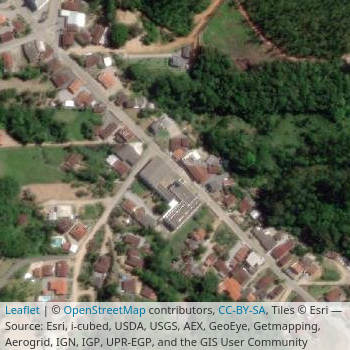 Leaflet | © OpenStreetMap contributors, CC-BY-SA, Tiles © Esri —
Source: Esri, i-cubed, USDA, USGS, AEX, GeoEye, Getmapping,
Aerogrid, IGN, IGP, UPR-EGP, and the GIS User Community